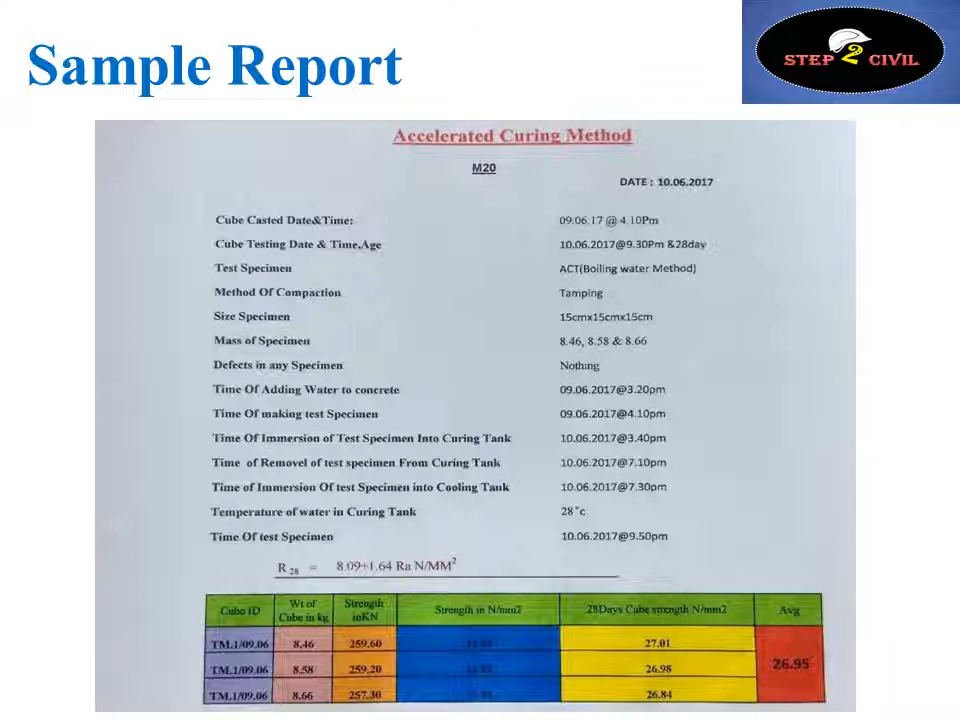 Sample Report
STEP 2 CIVIL
Accelerated Curing Method
M20
DATE : 10.06.2017
Cube Casted Date&Time: 09.06.17 @ 4.10Pm
Cube Testing Date & Time,Age 10.06.2017@9.30Pm &28day
Test Specimen ACT(Boiling water Method)
Method Of Compaction Tamping
Size Specimen 15cmx15cmx15cm
Mass of Specimen 8.46, 8.58 & 8.66
Defects in any Specimen Nothing
Time Of Adding Water to concrete 09.06.2017@3.20pm
Time Of making test Specimen 09.06.2017@4.10pm
Time Of Immersion of Test Specimen Into Curing Tank 10.06.2017@3.40pm
Time of Removel of test specimen From Curing Tank 10.06.2017@7.10pm
Time of Immersion Of test Specimen into Cooling Tank 10.06.2017@7.30pm
Temperature of water in Curing Tank 28°c
Time Of test Specimen 10.06.2017@9.50pm
R28 = 8.09+1.64 Ra N/MM²
Cube ID Wt of Cube in kg Strength inKN Strength in N/mm2 28Days Cube strength N/mm2 Avg
TM.1/09.06 8.46 259.60 27.01
TM.1/09.06 8.58 259.20 26.98 26.95
TM.1/09.06 8.66 257.30 26.84